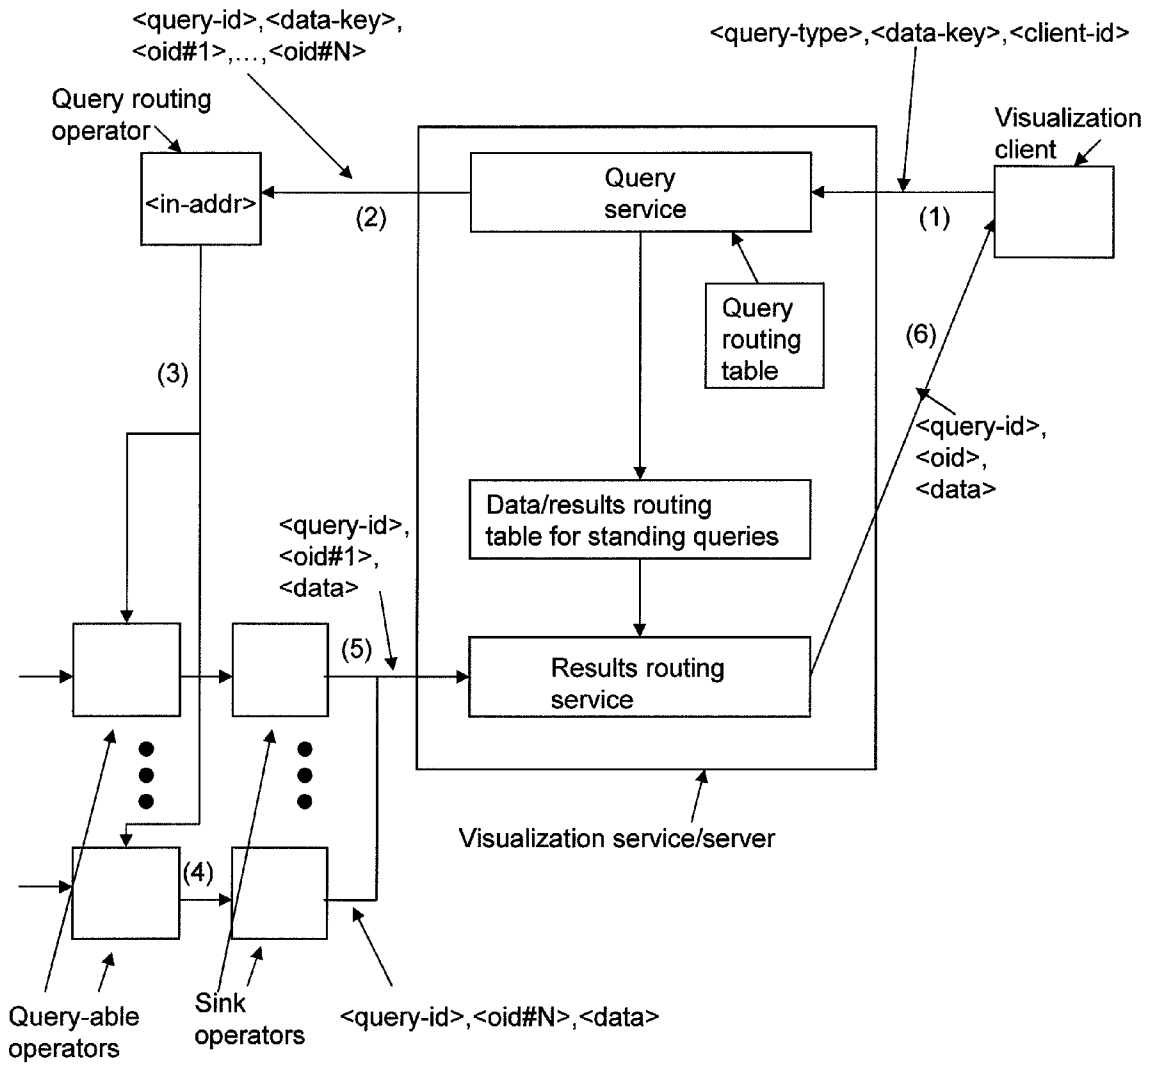 <query-id>,<data-key>,
<oid#1>,...,<oid#N>
<query-type>,<data-key>,<client-id>
Query routing
operator
Visualization
client
<in-addr>
(2)
Query
service
(1)
Query
routing
table
(3)
(6)
<query-id>,
<oid>,
<data>
Data/results routing
table for standing queries
<query-id>,
<oid#1>,
<data>
(5)
Results routing
service
Visualization service/server
(4)
Query-able
operators
Sink
operators
<query-id>,<oid#N>,<data>